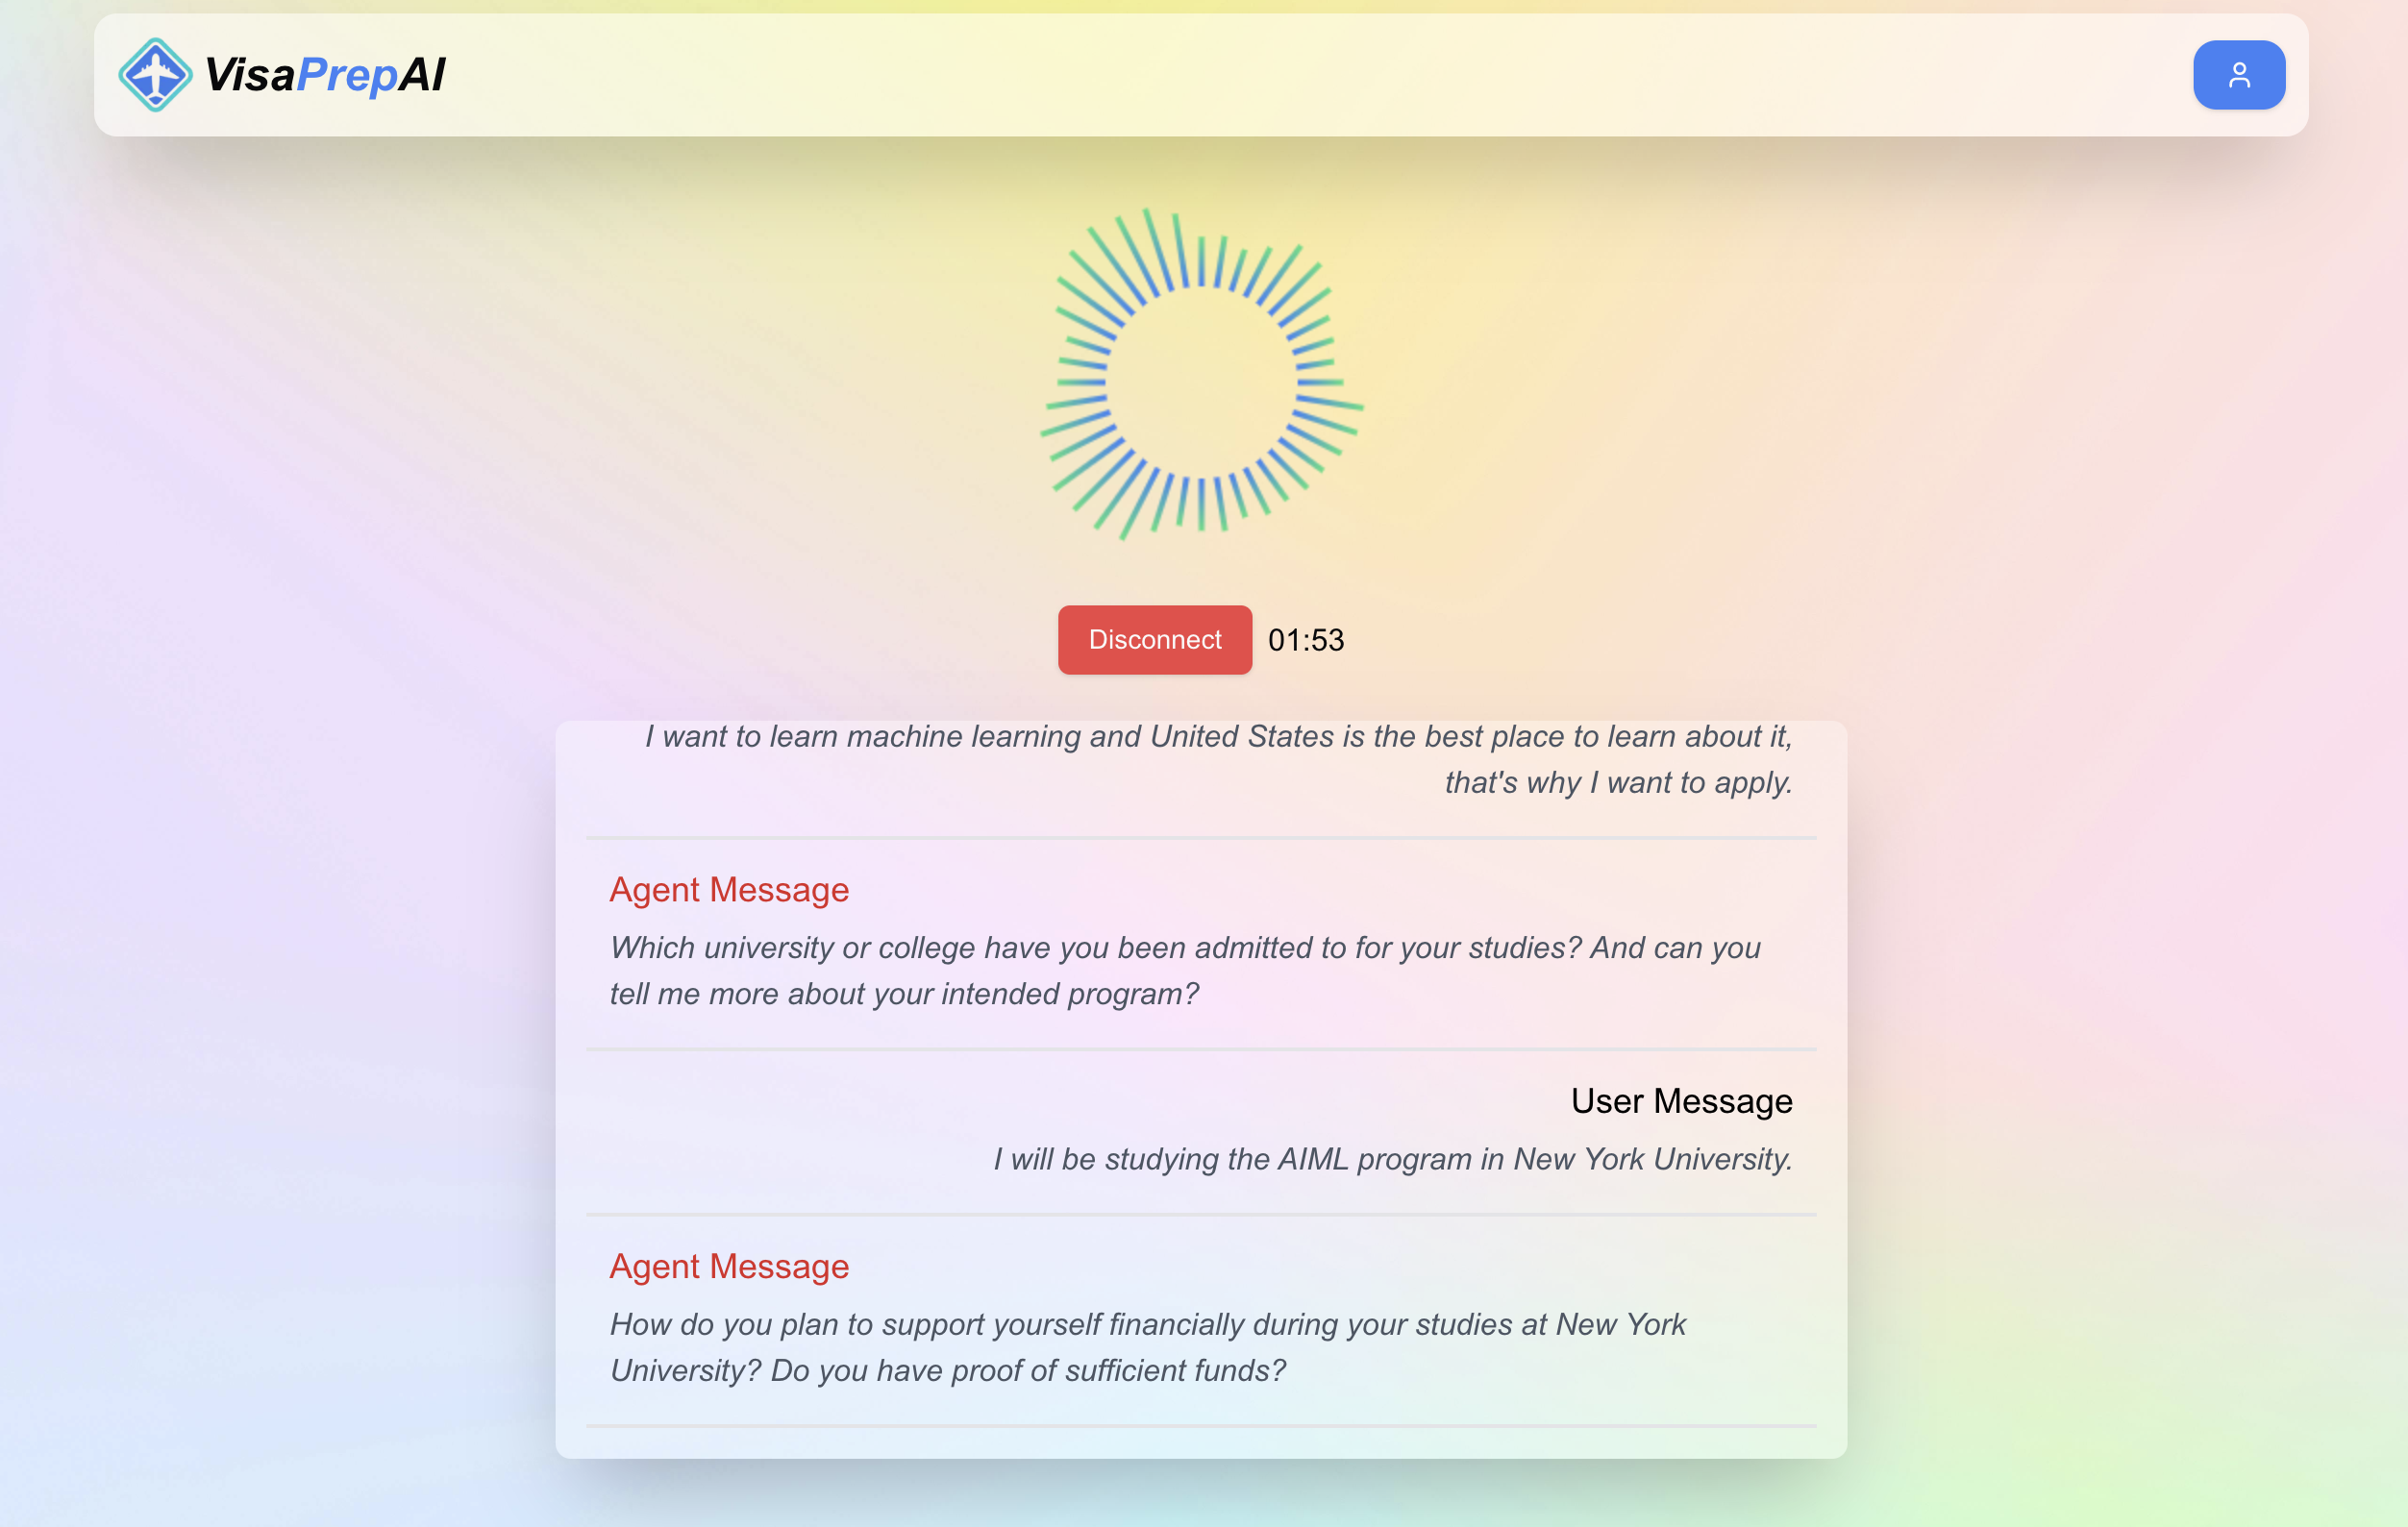 VisaPrepAI
Disconnect 01:53
I want to learn machine learning and United States is the best place to learn about it,
that's why I want to apply.
Agent Message
Which university or college have you been admitted to for your studies? And can you
tell me more about your intended program?
User Message
I will be studying the AIML program in New York University.
Agent Message
How do you plan to support yourself financially during your studies at New York
University? Do you have proof of sufficient funds?